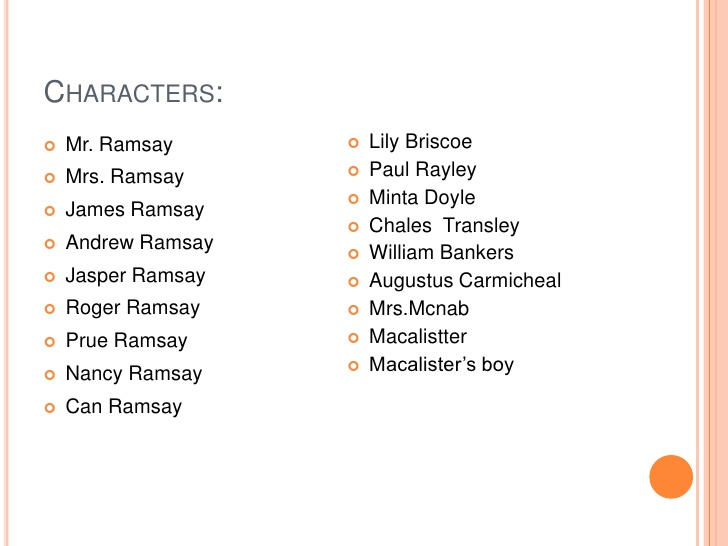 CHARACTERS:
Mr. Ramsay
Mrs. Ramsay
James Ramsay
Andrew Ramsay
Jasper Ramsay
Roger Ramsay
Prue Ramsay
Nancy Ramsay
Can Ramsay
Lily Briscoe
Paul Rayley
Minta Doyle
Chales  Transley
William Bankers
Augustus Carmicheal
Mrs.Mcnab
Macalistter
Macalister’s boy